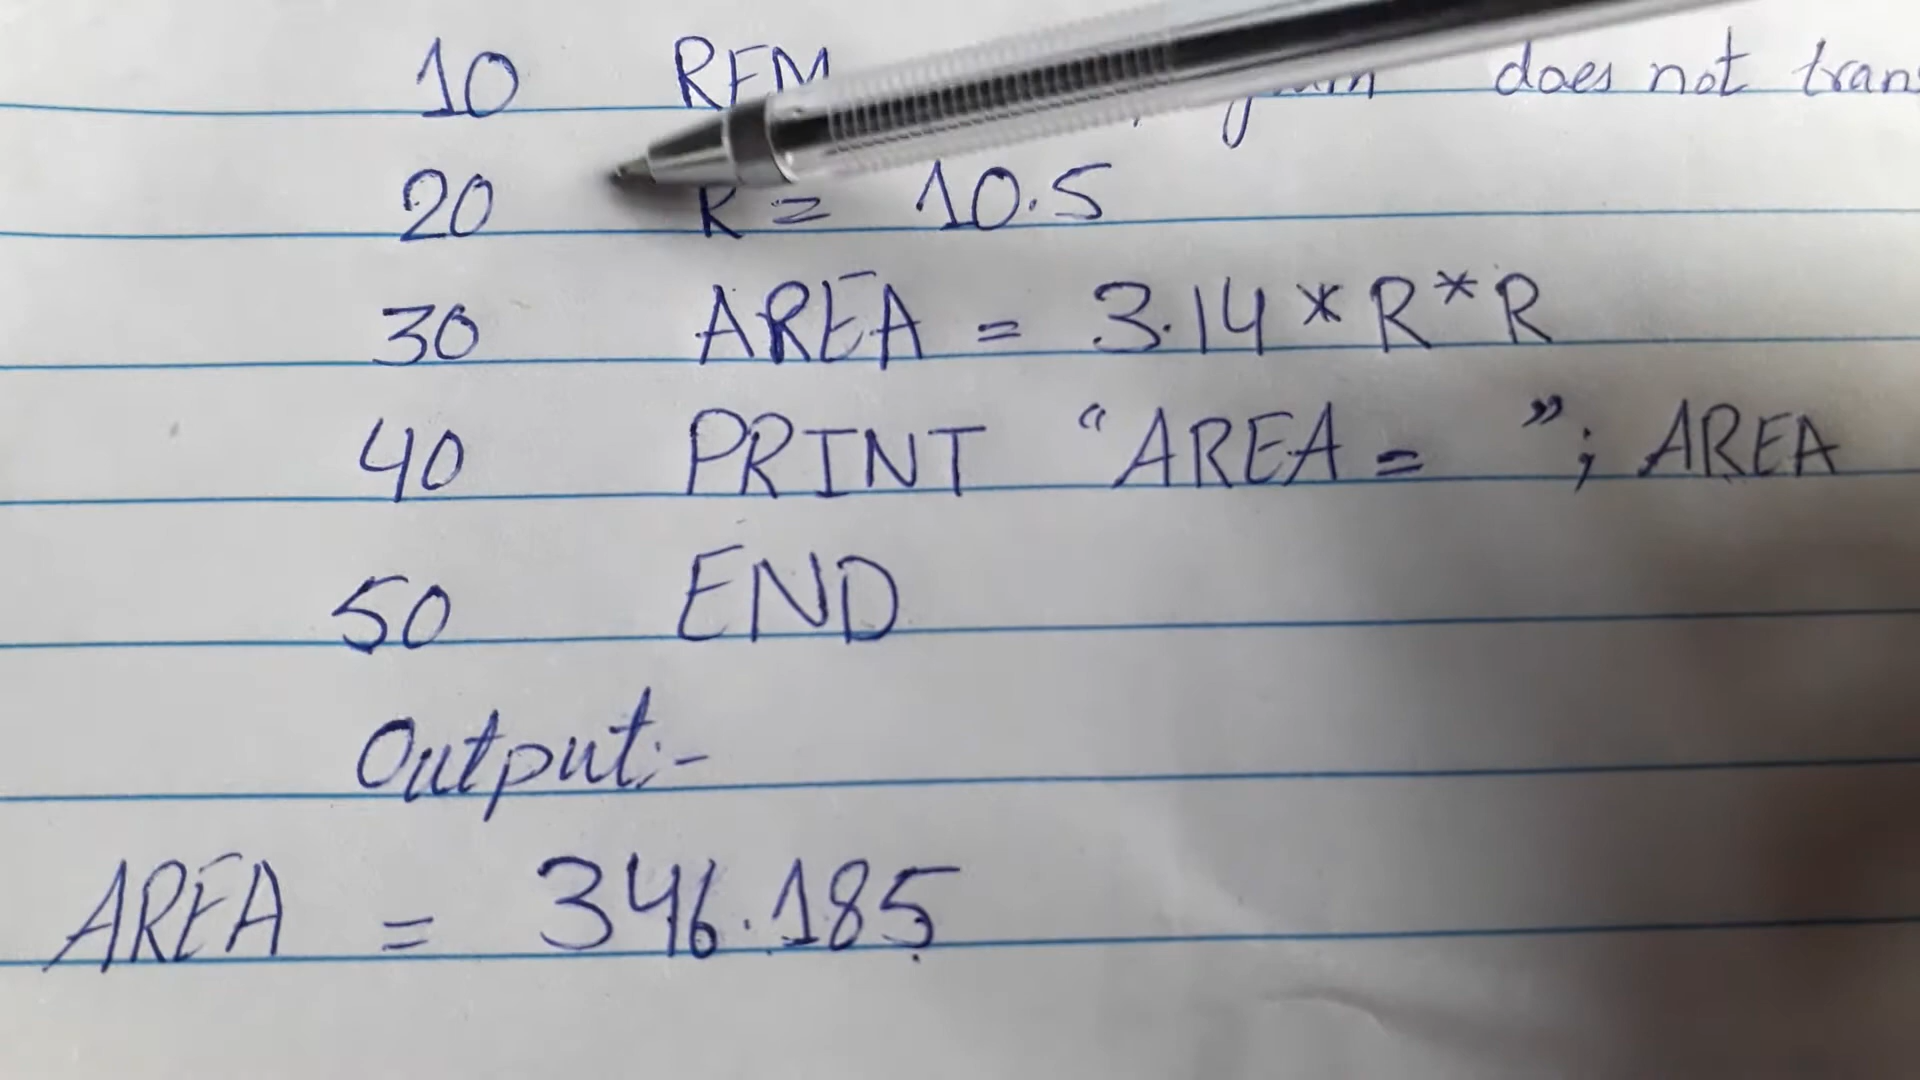 10 REM does not
20 R = 10.5
30 AREA = 3.14 * R * R
40 PRINT “AREA = ”; AREA
50 END
Output:-
AREA = 346.185